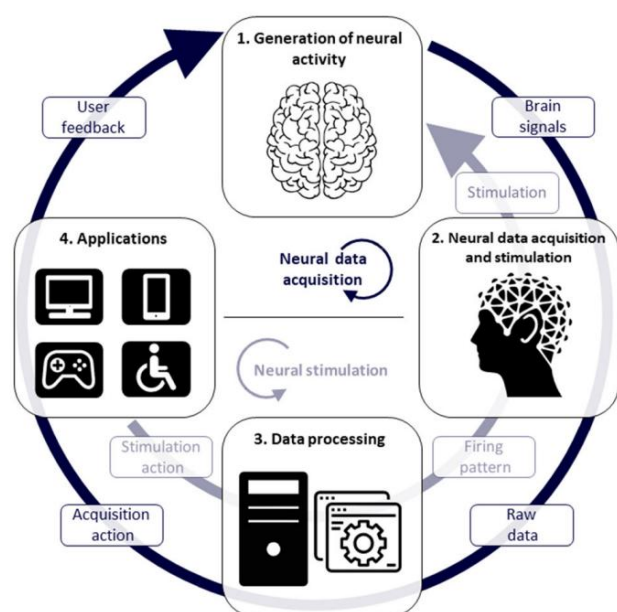 1. Generation of neural
activity
User
feedback
Brain
signals
Stimulation
4. Applications
2. Neural data acquisition
and stimulation
Neural data
acquisition
Neural stimulation
Stimulation
action
3. Data processing
Firing
pattern
Acquisition
action
Raw
data